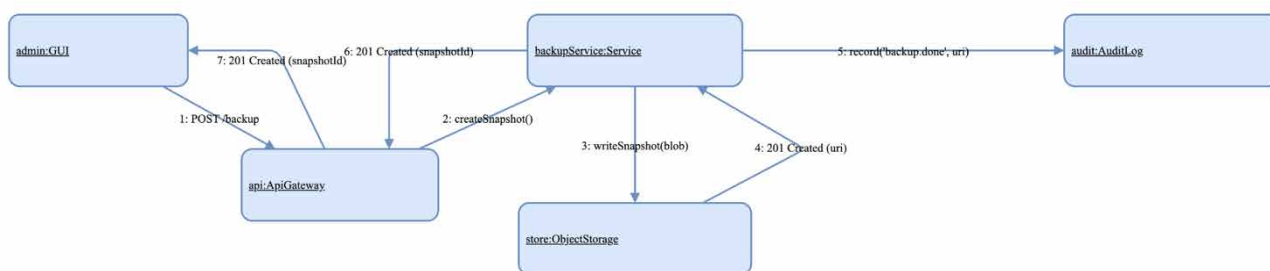 admin:GUI
6: 201 Created (snapshotId)
backupService:Service
5: record('backup.done', uri)
audit:AuditLog
7: 201 Created (snapshotId)
1: POST /backup
2: createSnapshot()
3: writeSnapshot(blob)
4: 201 Created (uri)
api:ApiGateway
store:ObjectStorage